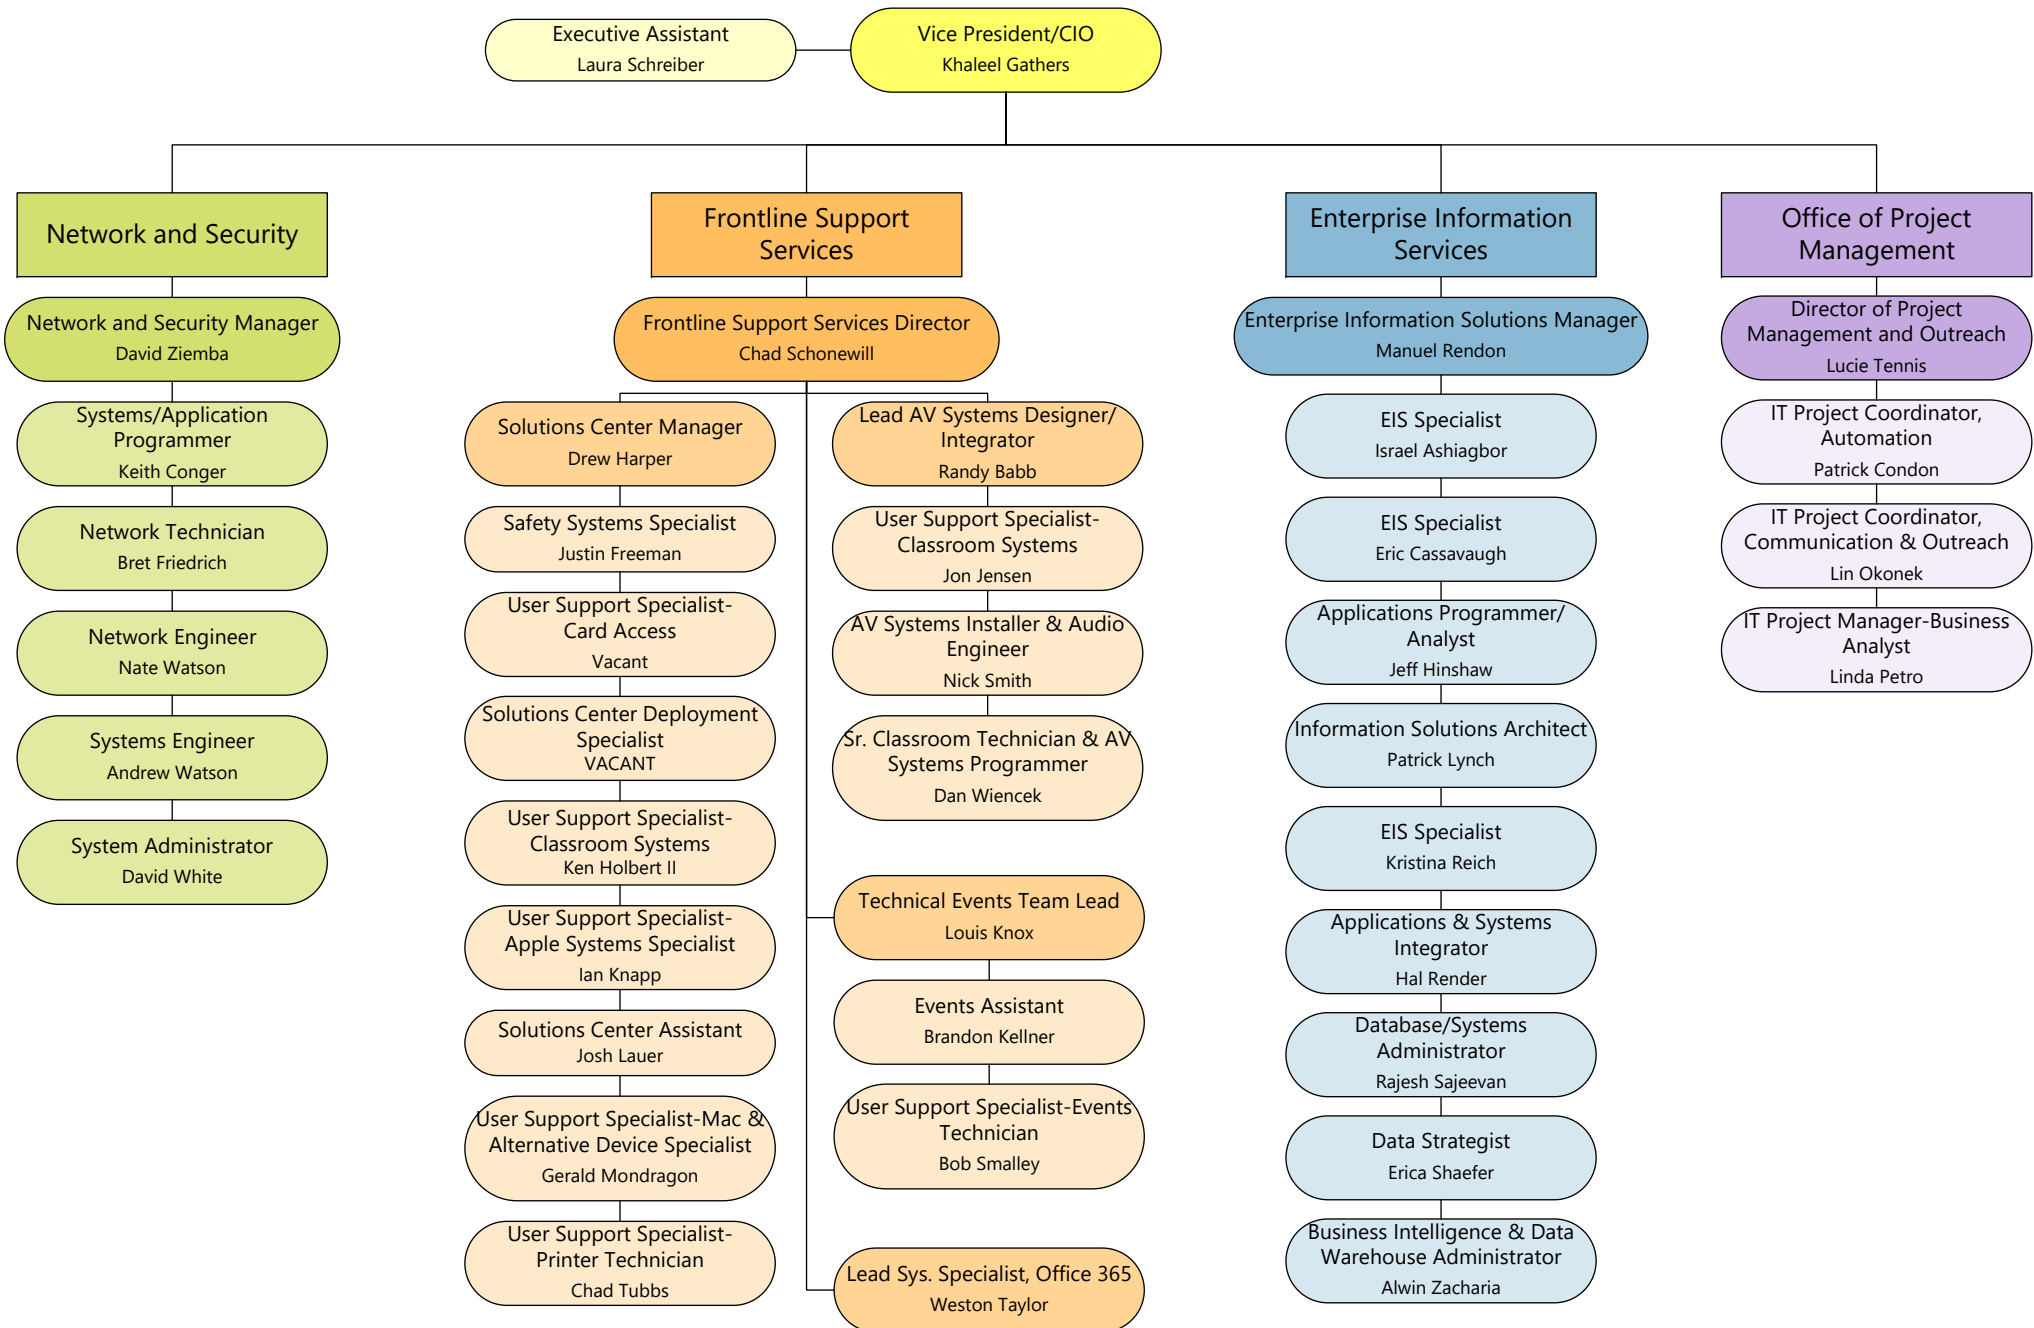 Executive Assistant
Laura Schreiber
Vice President/CIO
Khaleel Gathers
Network and Security
Network and Security Manager
David Ziemba
Systems/Application
Programmer
Keith Conger
Network Technician
Bret Friedrich
Network Engineer
Nate Watson
Systems Engineer
Andrew Watson
System Administrator
David White
Frontline Support
Services
Frontline Support Services Director
Chad Schonewill
Solutions Center Manager
Drew Harper
Safety Systems Specialist
Justin Freeman
User Support Specialist-
Card Access
Vacant
Solutions Center Deployment
Specialist
VACANT
User Support Specialist-
Classroom Systems
Ken Holbert II
User Support Specialist-
Apple Systems Specialist
Ian Knapp
Solutions Center Assistant
Josh Lauer
User Support Specialist-Mac &
Alternative Device Specialist
Gerald Mondragon
User Support Specialist-
Printer Technician
Chad Tubbs
Lead AV Systems Designer/
Integrator
Randy Babb
User Support Specialist-
Classroom Systems
Jon Jensen
AV Systems Installer & Audio
Engineer
Nick Smith
Sr. Classroom Technician & AV
Systems Programmer
Dan Wiencek
Technical Events Team Lead
Louis Knox
Events Assistant
Brandon Kellner
User Support Specialist-Events
Technician
Bob Smalley
Lead Sys. Specialist, Office 365
Weston Taylor
Enterprise Information
Services
Enterprise Information Solutions Manager
Manuel Rendon
EIS Specialist
Israel Ashiagbor
EIS Specialist
Eric Cassavaugh
Applications Programmer/
Analyst
Jeff Hinshaw
Information Solutions Architect
Patrick Lynch
EIS Specialist
Kristina Reich
Applications & Systems
Integrator
Hal Render
Database/Systems
Administrator
Rajesh Sajeevan
Data Strategist
Erica Shaefer
Business Intelligence & Data
Warehouse Administrator
Alwin Zacharia
Office of Project
Management
Director of Project
Management and Outreach
Lucie Tennis
IT Project Coordinator,
Automation
Patrick Condon
IT Project Coordinator,
Communication & Outreach
Lin Okonek
IT Project Manager-Business
Analyst
Linda Petro